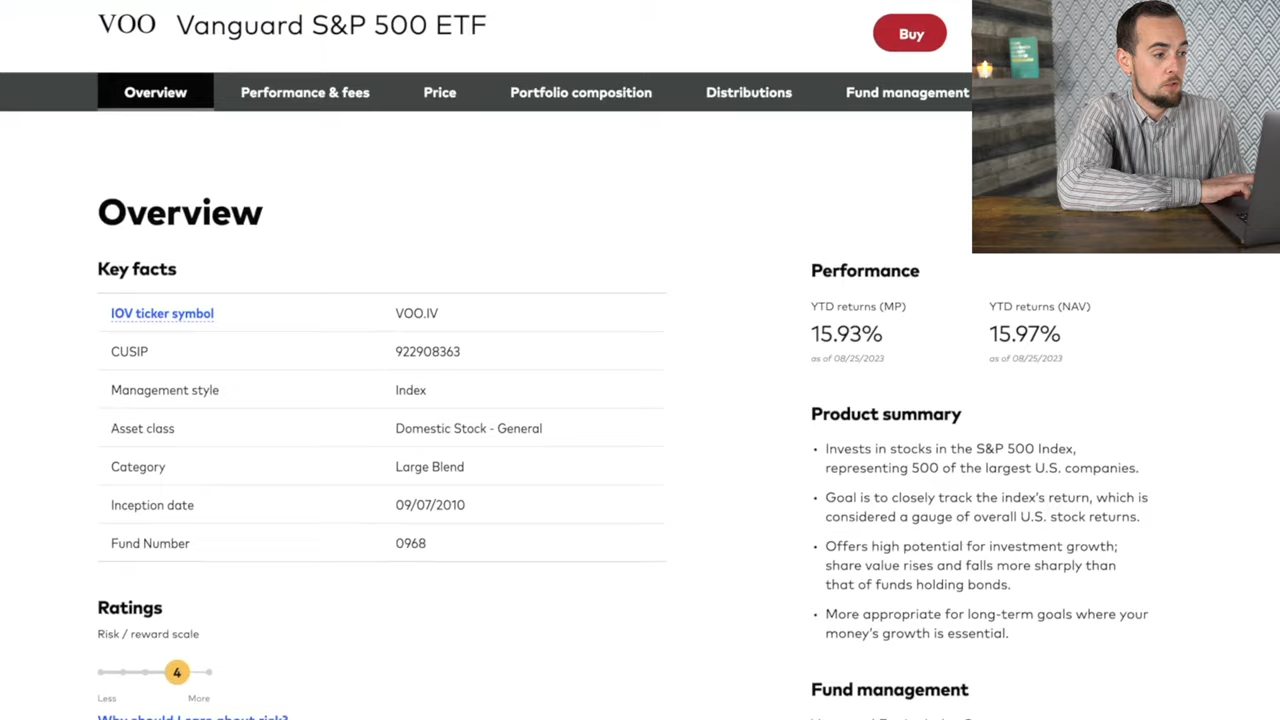 VOO Vanguard S&P 500 ETF
Buy
Overview Performance & fees Price Portfolio composition Distributions Fund management
Overview
Key facts
IOV ticker symbol VOO.IV
CUSIP 922908363
Management style Index
Asset class Domestic Stock - General
Category Large Blend
Inception date 09/07/2010
Fund Number 0968
Ratings
Risk / reward scale
4
Less More
Why should I care about risk?
Performance
YTD returns (MP) YTD returns (NAV)
15.93% 15.97%
as of 08/25/2023 as of 08/25/2023
Product summary
• Invests in stocks in the S&P 500 Index,
representing 500 of the largest U.S. companies.
• Goal is to closely track the index's return, which is
considered a gauge of overall U.S. stock returns.
• Offers high potential for investment growth;
share value rises and falls more sharply than
that of funds holding bonds.
• More appropriate for long-term goals where your
money's growth is essential.
Fund management